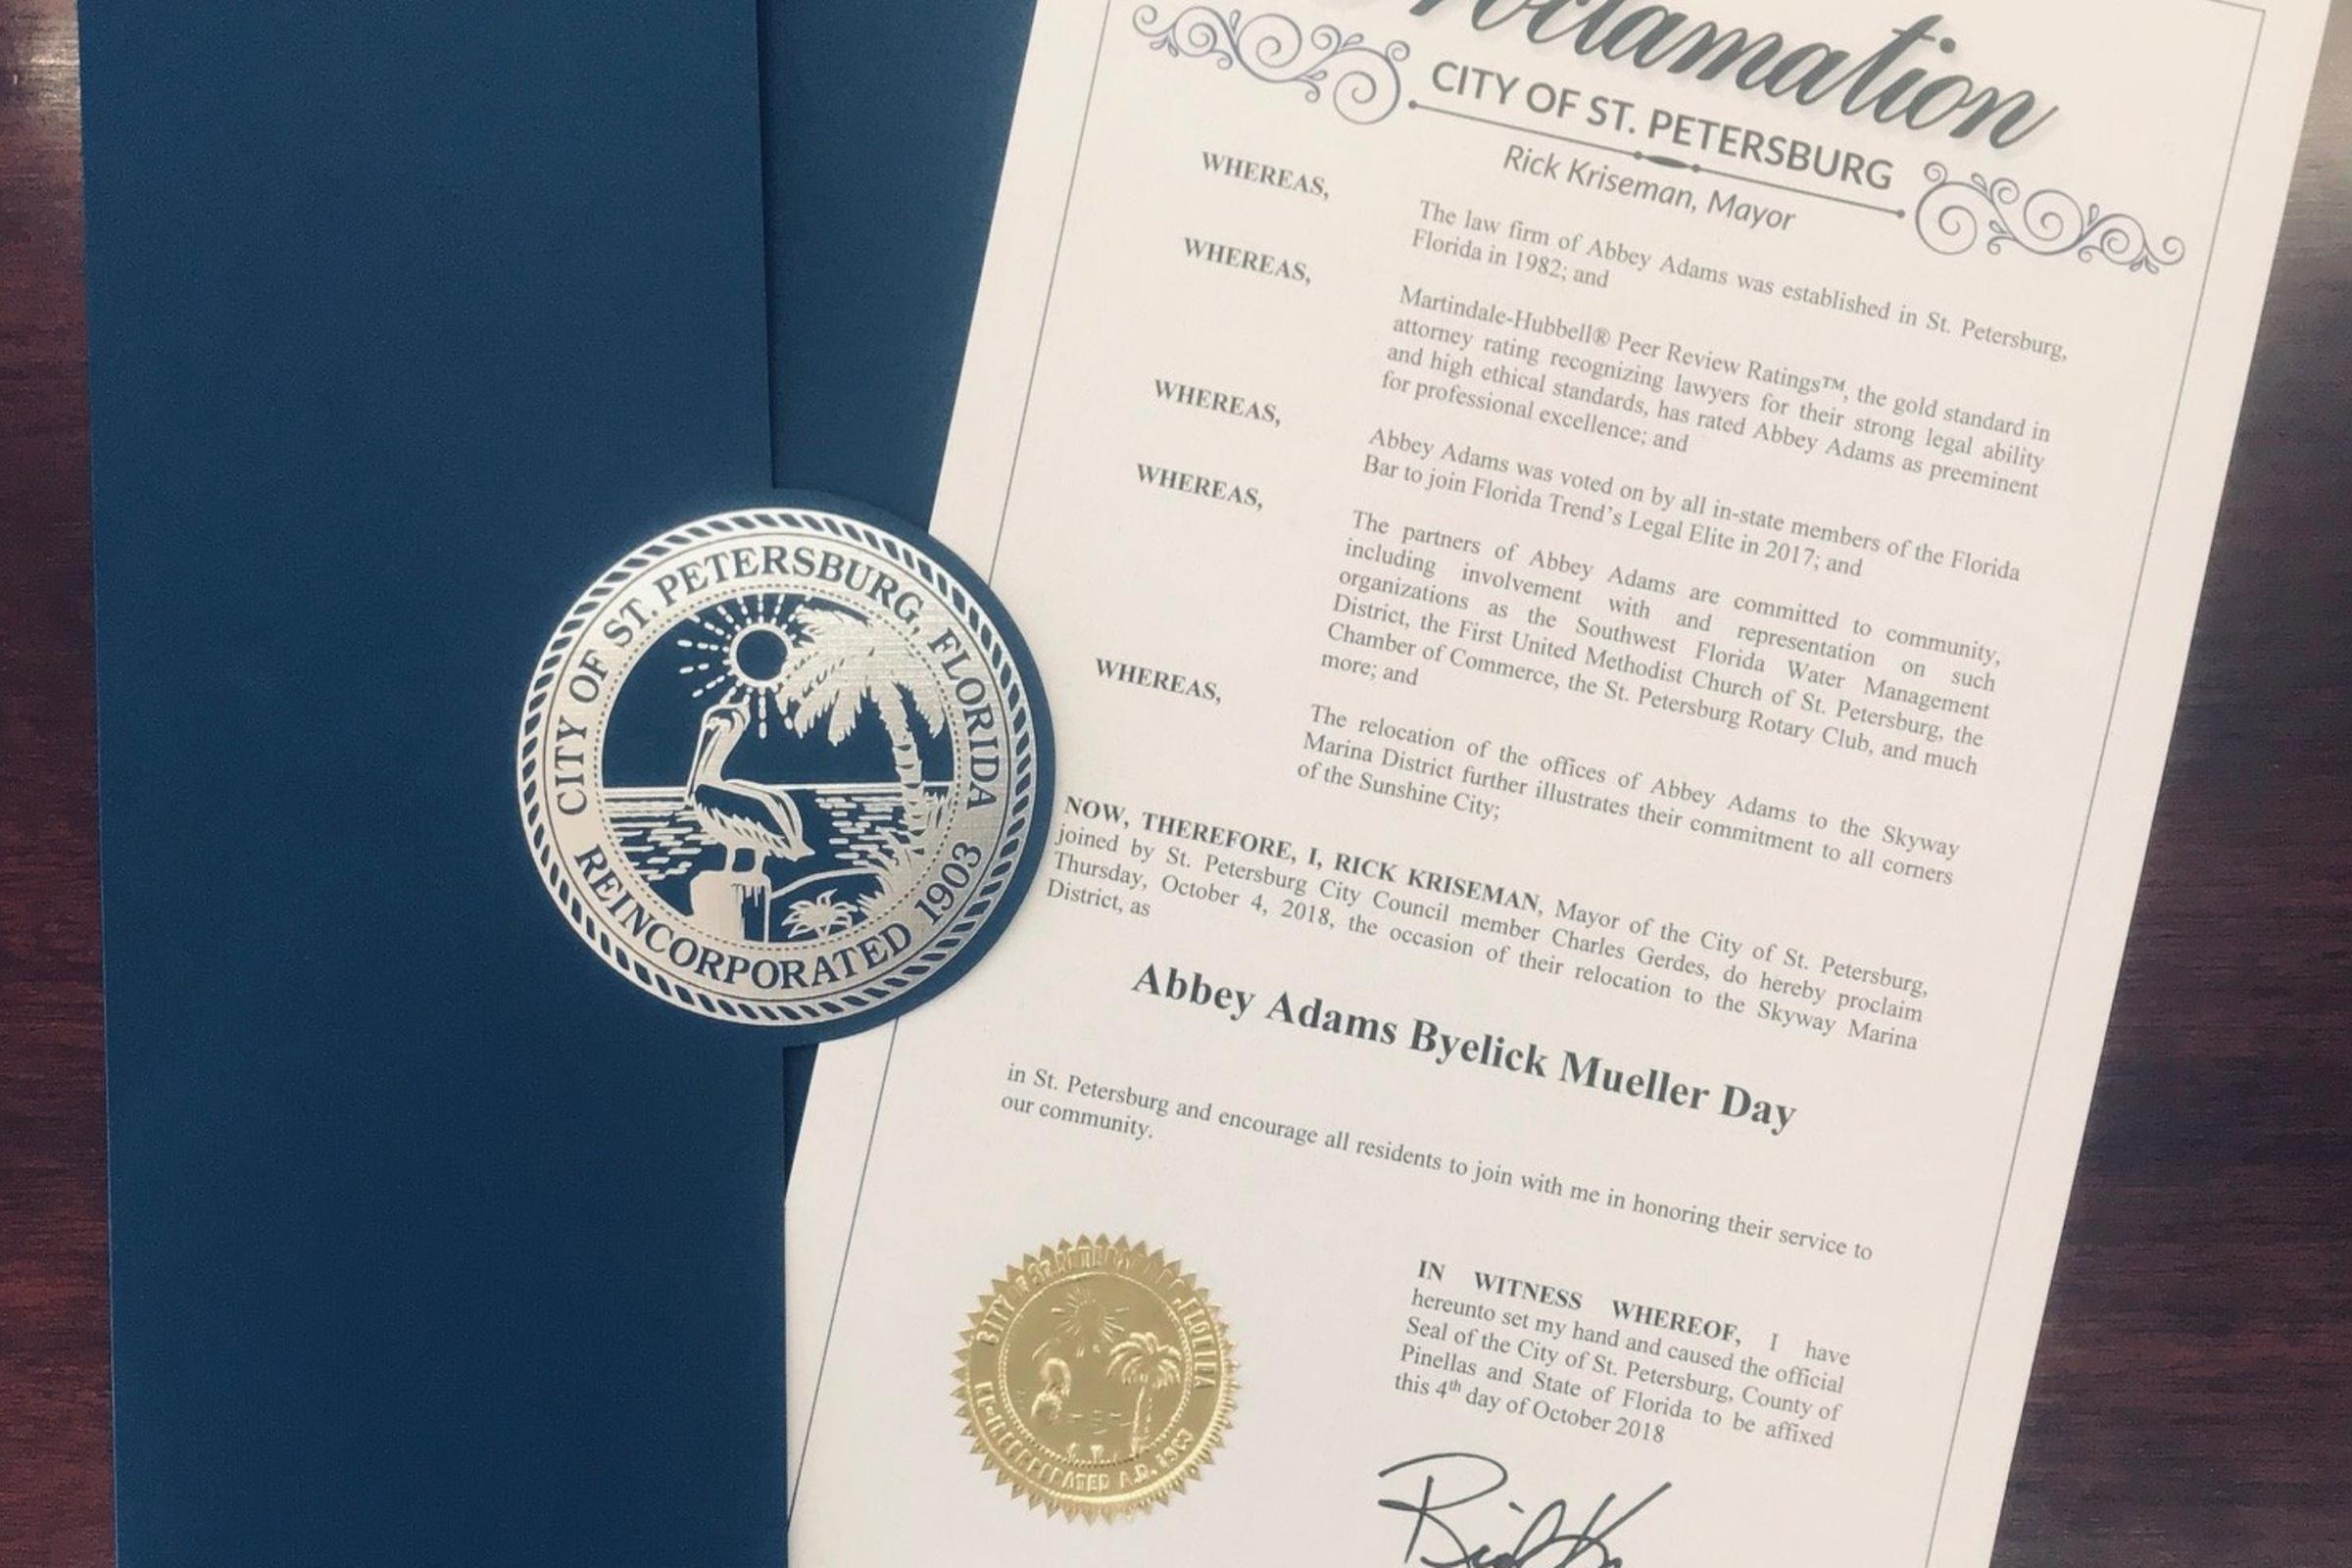 Proclamation
CITY OF ST. PETERSBURG
Rick Kriseman, Mayor
WHEREAS,
The law firm of Abbey Adams was established in St. Petersburg,
Florida in 1982; and
WHEREAS,
Martindale-Hubbell® Peer Review Ratings™, the gold standard in
attorney rating recognizing lawyers for their strong legal ability
and high ethical standards, has rated Abbey Adams as preeminent
for professional excellence; and
WHEREAS,
Abbey Adams was voted on by all in-state members of the Florida
Bar to join Florida Trend's Legal Elite in 2017; and
WHEREAS,
The partners of Abbey Adams are committed to community,
including involvement with and representation on such
organizations as the Southwest Florida Water Management
District, the First United Methodist Church of St. Petersburg, the
Chamber of Commerce, the St. Petersburg Rotary Club, and much
more; and
WHEREAS,
The relocation of the offices of Abbey Adams to the Skyway
Marina District further illustrates their commitment to all corners
of the Sunshine City;
NOW, THEREFORE, I, RICK KRISEMAN, Mayor of the City of St. Petersburg,
joined by St. Petersburg City Council member Charles Gerdes, do hereby proclaim
Thursday, October 4, 2018, the occasion of their relocation to the Skyway Marina
District, as
Abbey Adams Byelick Mueller Day
in St. Petersburg and encourage all residents to join with me in honoring their service to
our community.
IN WITNESS WHEREOF, I have
hereunto set my hand and caused the official
Seal of the City of St. Petersburg, County of
Pinellas and State of Florida to be affixed
this 4th day of October 2018
CITY OF ST. PETERSBURG, FLORIDA
REINCORPORATED 1903